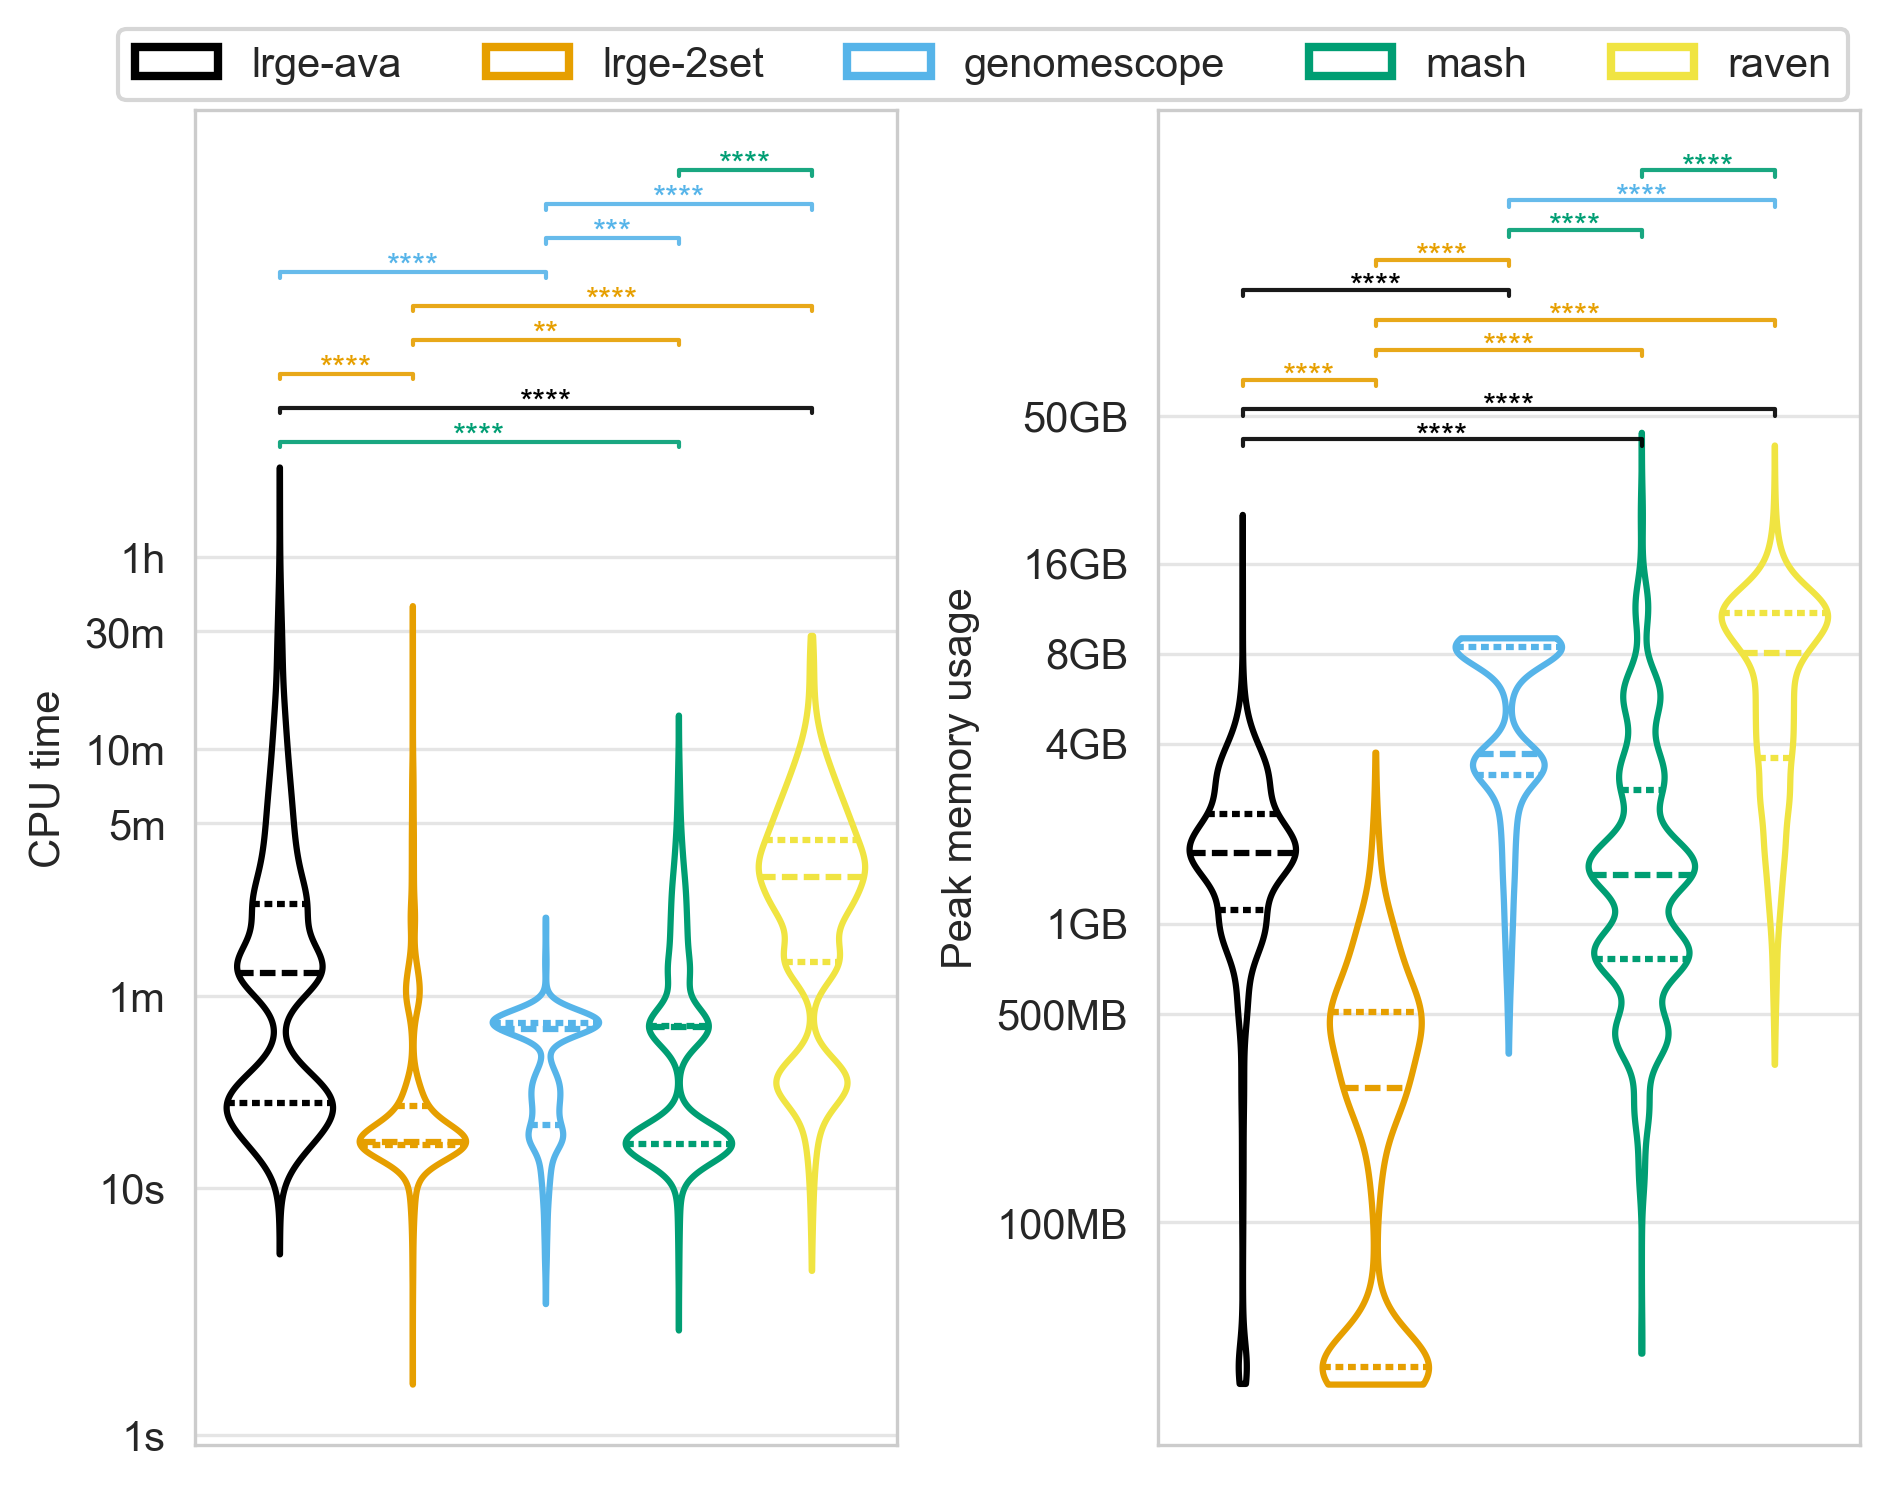 lrge-ava lrge-2set genomescope mash raven
CPU time
****
****
***
****
****
**
****
****
****
1h
30m
10m
5m
1m
10s
1s
Peak memory usage
****
****
****
****
****
****
****
****
****
****
50GB
16GB
8GB
4GB
1GB
500MB
100MB